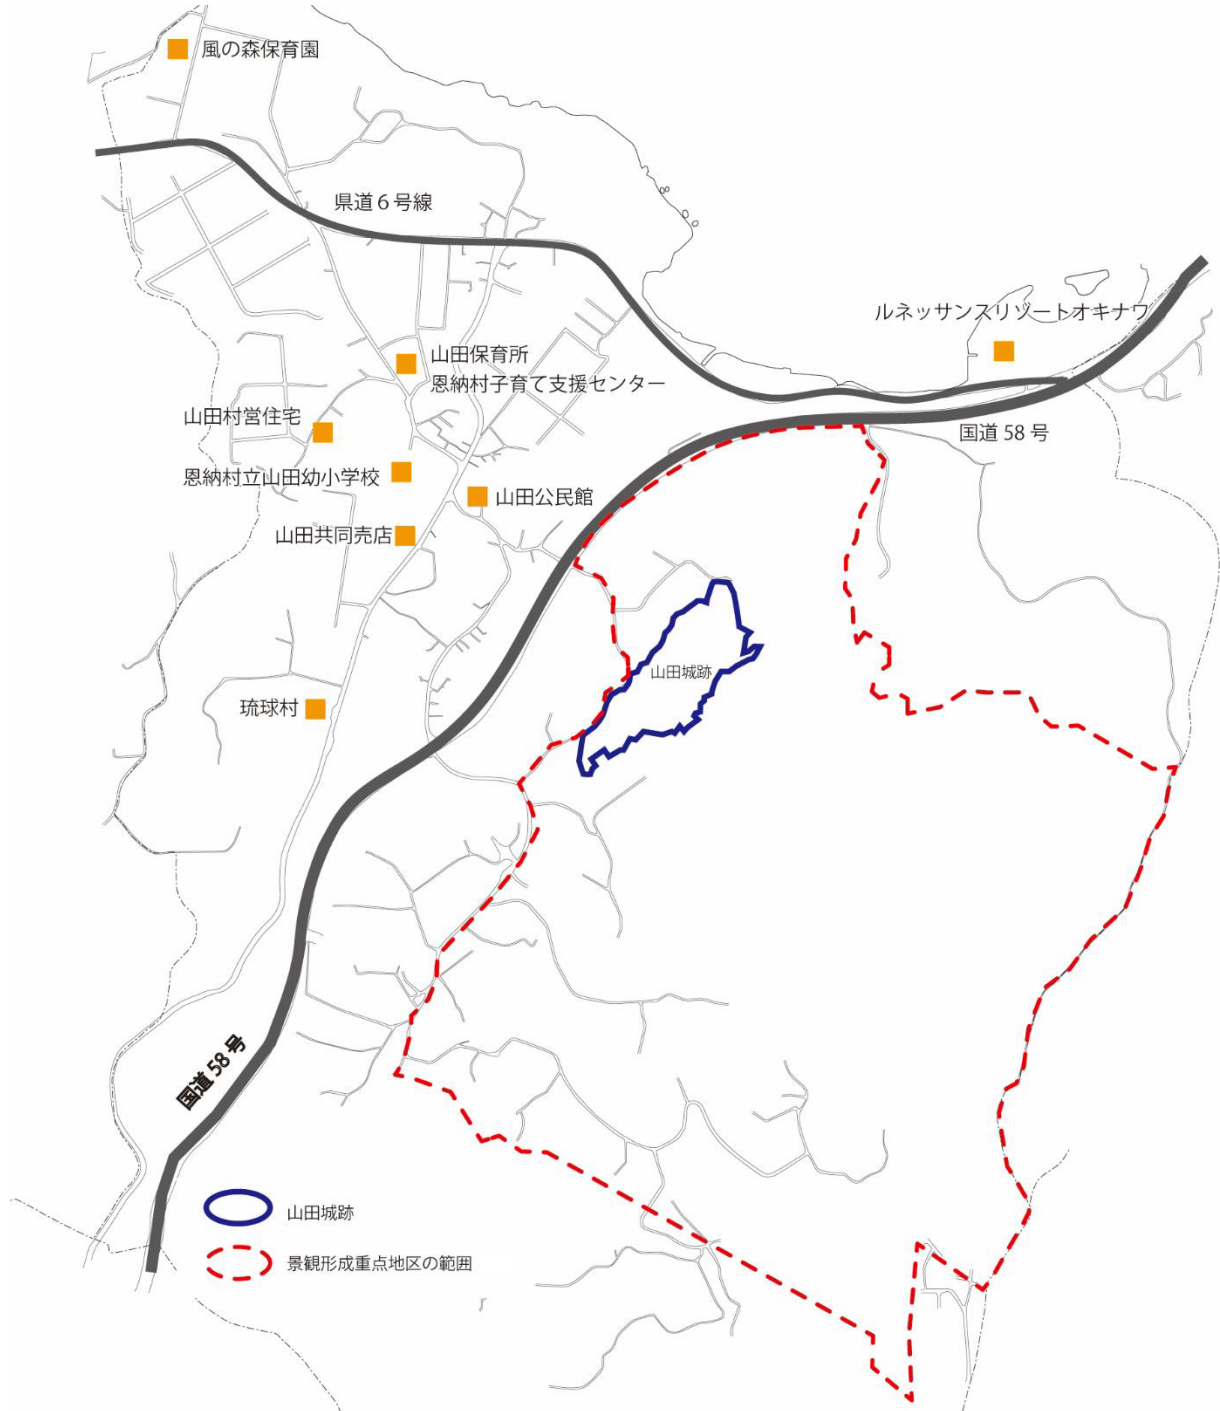 風の森保育園
県道６号線
ルネッサンスリゾートオキナワ
山田保育所
恩納村子育て支援センター
山田村営住宅
国道 58 号
恩納村立山田幼小学校
山田公民館
山田共同売店
山田城跡
琉球村
国道 58 号
山田城跡
景観形成重点地区の範囲